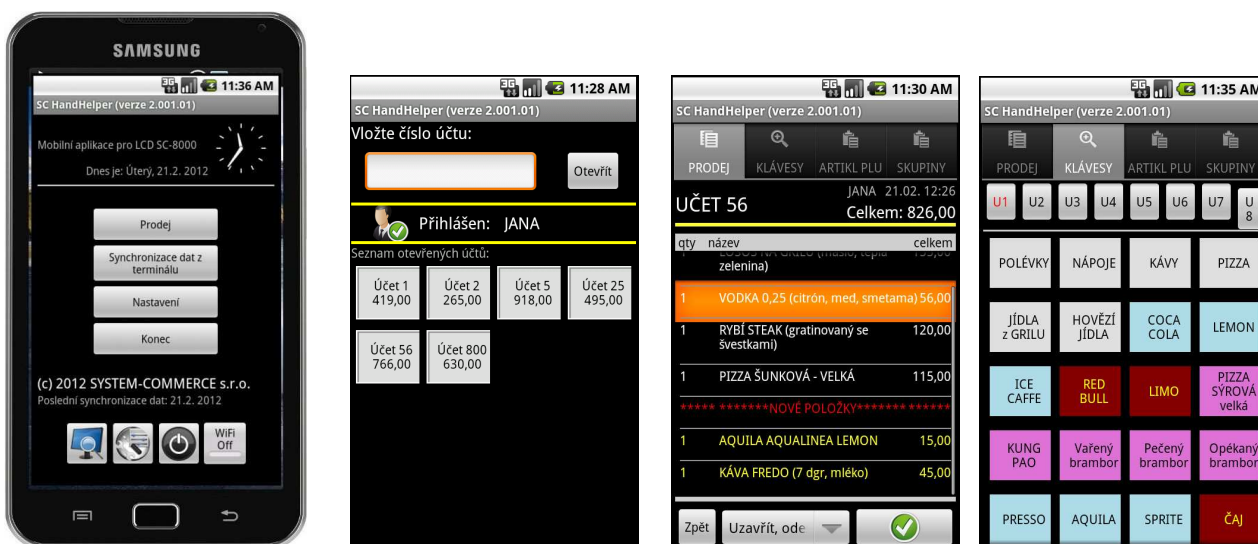 SAMSUNG
3G 11:36 AM
SC HandHelper (verze 2.001.01)
Mobilní aplikace pro LCD SC-8000
Dnes je: Úterý, 21.2. 2012
Prodej
Synchronizace dat z
terminálu
Nastavení
Konec
(c) 2012 SYSTEM-COMMERCE s.r.o.
Poslední synchronizace dat: 21.2. 2012
WiFi
Off
3G 11:28 AM
SC HandHelper (verze 2.001.01)
Vložte číslo účtu:
Otevřít
Přihlášen: JANA
Seznam otevřených účtů:
Účet 1 Účet 2 Účet 5 Účet 25
419,00 265,00 918,00 495,00
Účet 56 Účet 800
766,00 630,00
3G 11:30 AM
SC HandHelper (verze 2.001.01)
PRODEJ KLÁVESY ARTIKL PLU SKUPINY
JANA 21.02. 12:26
UČET 56
Celkem: 826,00
qty název celkem
zelenina)
1 VODKA 0,25 (citrón, med, smetama) 56,00
1 RYBÍ STEAK (gratinovaný se 120,00
švestkami)
1 PIZZA ŠUNKOVÁ - VELKÁ 115,00
***** *******NOVÉ POLOŽKY******* ******
1 AQUILA AQUALINEA LEMON 15,00
1 KÁVA FREDO (7 dgr, mléko) 45,00
Zpět Uzavřít, ode
3G 11:35 AM
SC HandHelper (verze 2.001.01)
PRODEJ KLÁVESY ARTIKL PLU SKUPINY
U1 U2 U3 U4 U5 U6 U7 U
8
POLÉVKY NÁPOJE KÁVY PIZZA
JÍDLA HOVĚZÍ COCA LEMON
z GRILU JÍDLA COLA
ICE RED LIMO PIZZA
CAFFE BULL SÝROVÁ
velká
KUNG Vařený Pečený Opékaný
PAO brambor brambor brambor
PRESSO AQUILA SPRITE ČAJ